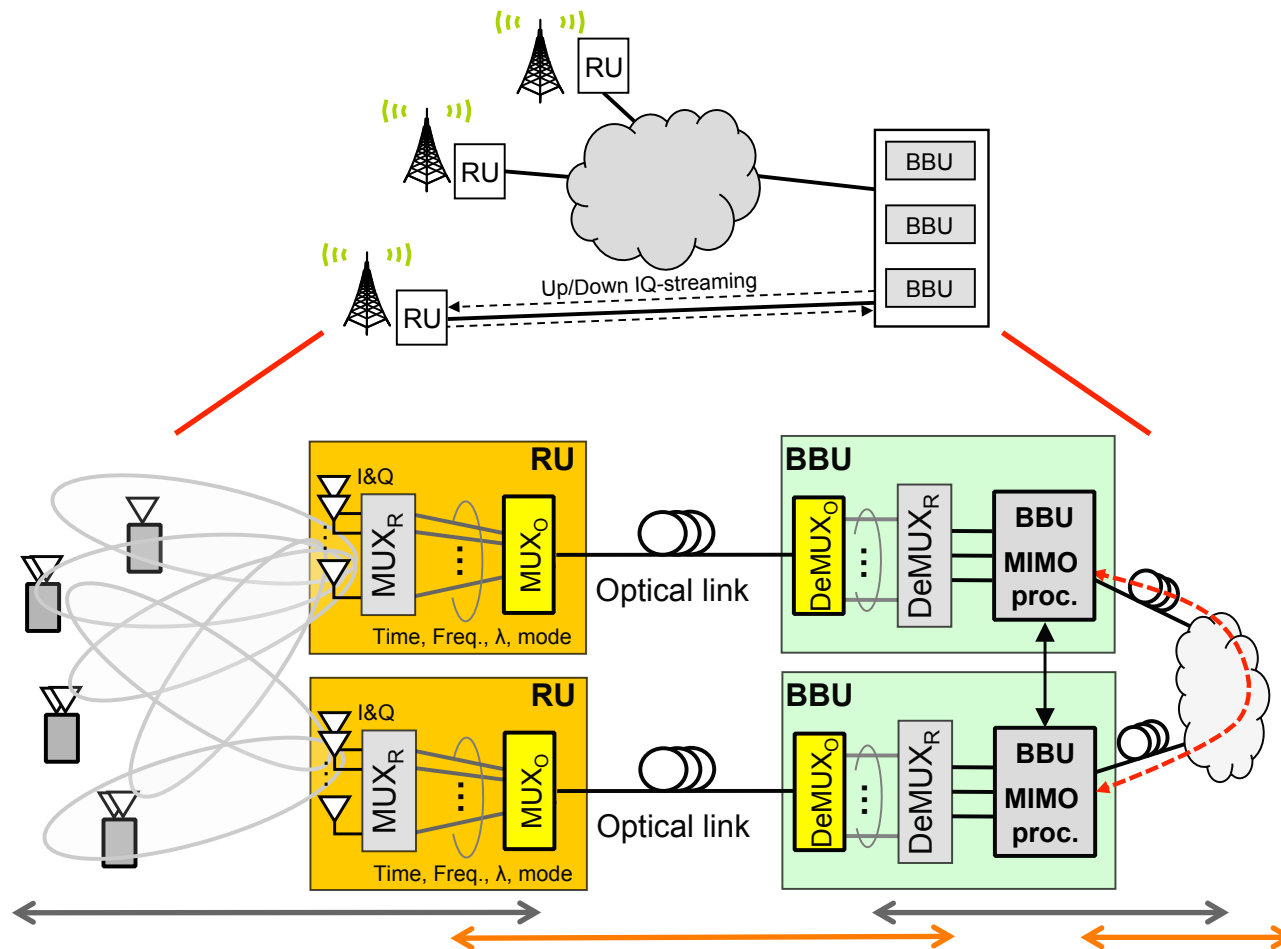 RU
RU
BBU
BBU
BBU
Up/Down IQ-streaming
RU
RU
I&Q
MUXR
MUXO
Time, Freq., λ, mode
Optical link
BBU
DeMUXO
DeMUXR
BBU
MIMO
proc.
RU
I&Q
MUXR
MUXO
Time, Freq., λ, mode
Optical link
BBU
DeMUXO
DeMUXR
BBU
MIMO
proc.